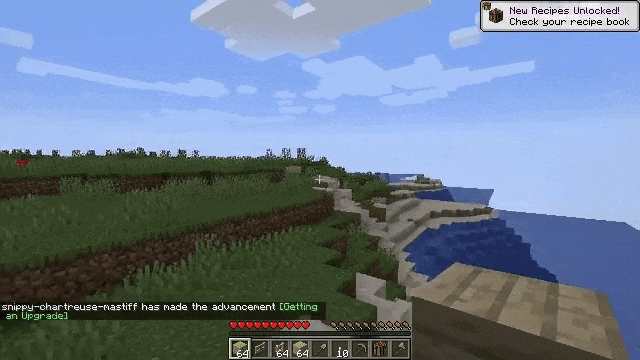 New Recipes Unlocked!
Check your recipe book
snippy-chartreuse-mastiff has made the advancement [Getting
an Upgrade]
64
64
64
10